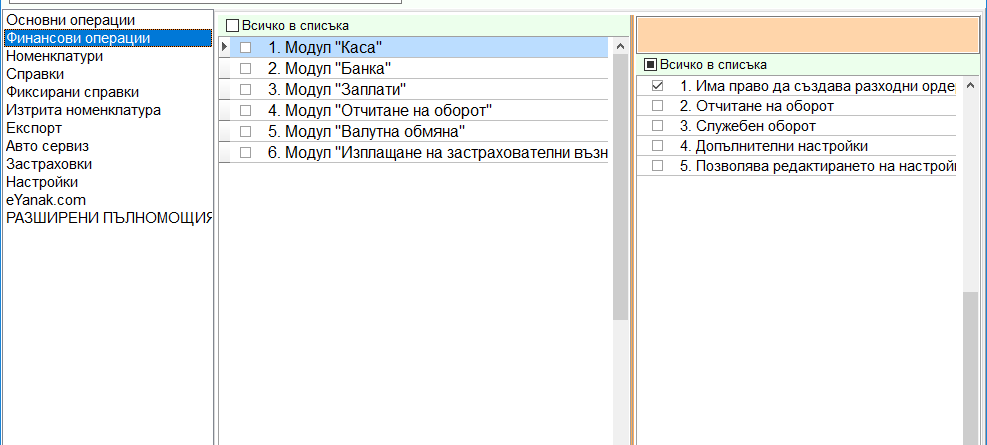 Основни операции
Финансови операции
Номенклатури
Справки
Фиксирани справки
Изтрита номенклатура
Експорт
Авто сервиз
Застраховки
Настройки
eYanak.com
РАЗШИРЕНИ ПЪЛНОМОЩИЯ
Всичко в списъка
1. Модул "Каса"
2. Модул "Банка"
3. Модул "Заплати"
4. Модул "Отчитане на оборот"
5. Модул "Валутна обмяна"
6. Модул "Изплащане на застрахователни възн
Всичко в списъка
1. Има право да създава разходни орде
2. Отчитане на оборот
3. Служебен оборот
4. Допълнителни настройки
5. Позволява редактирането на настрой